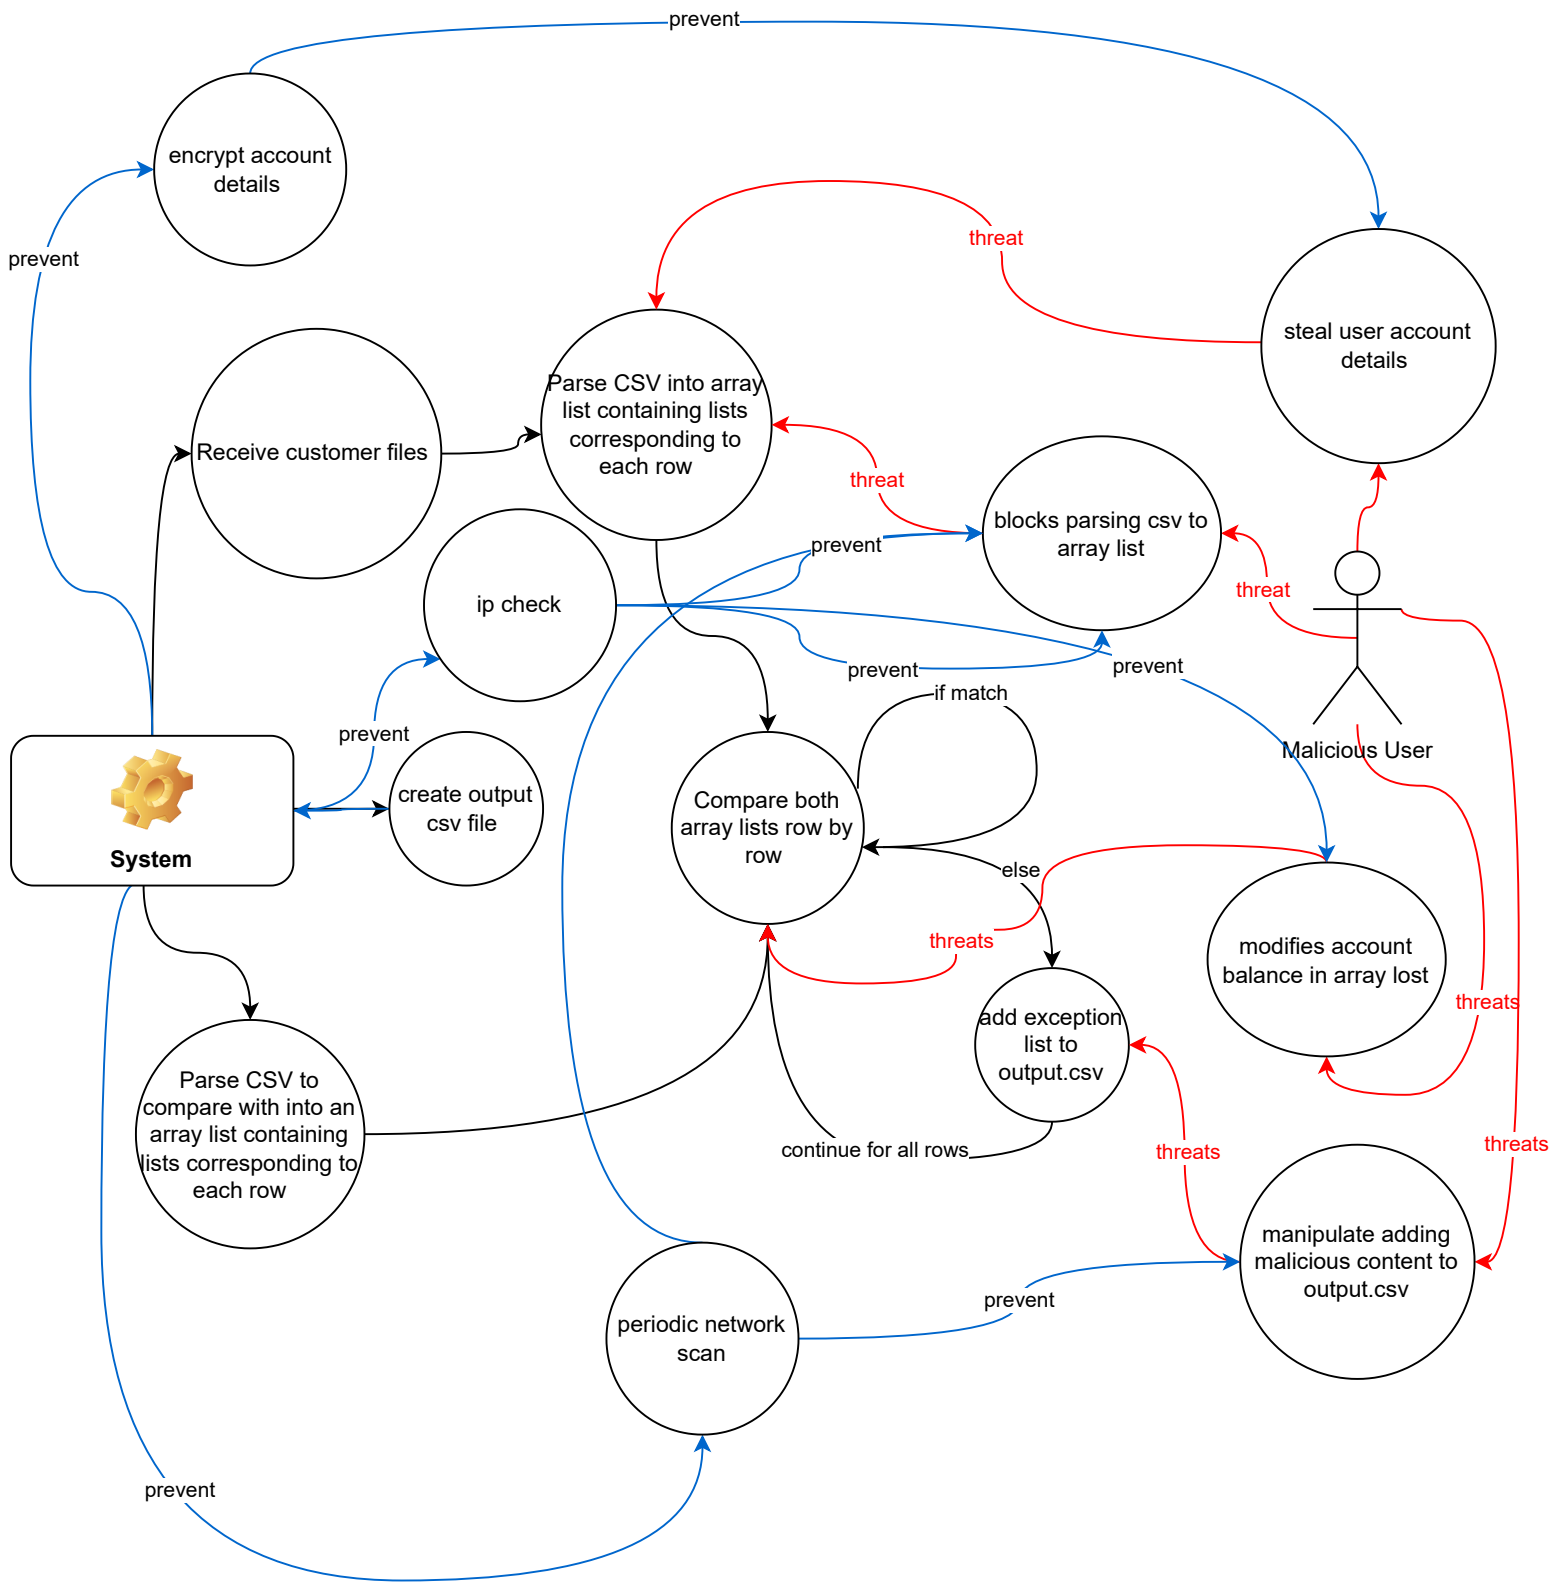 prevent
encrypt account
details
prevent
threat
steal user account
details
Receive customer files
Parse CSV into array
list containing lists
corresponding to
each row
threat
blocks parsing csv to
array list
prevent
ip check
threat
prevent
prevent
if match
prevent
Malicious User
System
create output
csv file
Compare both
array lists row by
row
else
threats
modifies account
balance in array lost
threats
add exception
list to
output.csv
Parse CSV to
compare with into an
array list containing
lists corresponding to
each row
continue for all rows
threats
threats
manipulate adding
malicious content to
output.csv
prevent
periodic network
scan
prevent